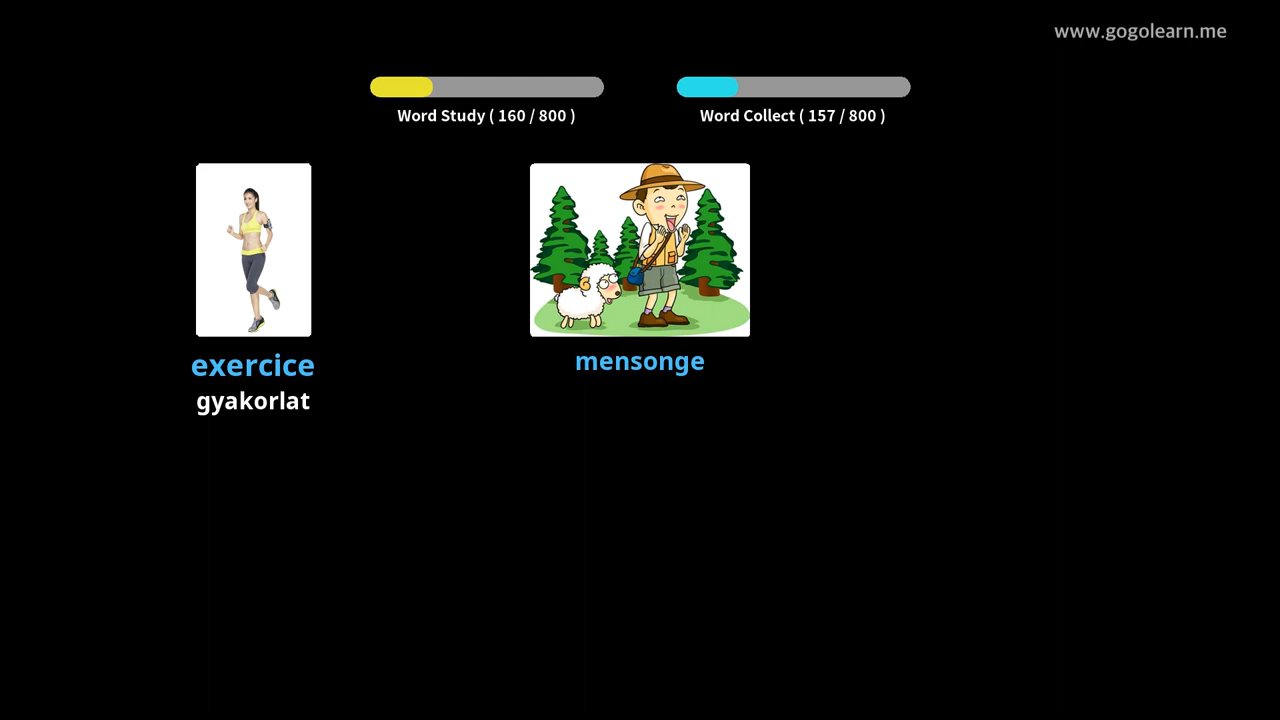 www.gogolearn.me
Word Study ( 160 / 800 )
Word Collect ( 157 / 800 )
exercice
gyakorlat
mensonge